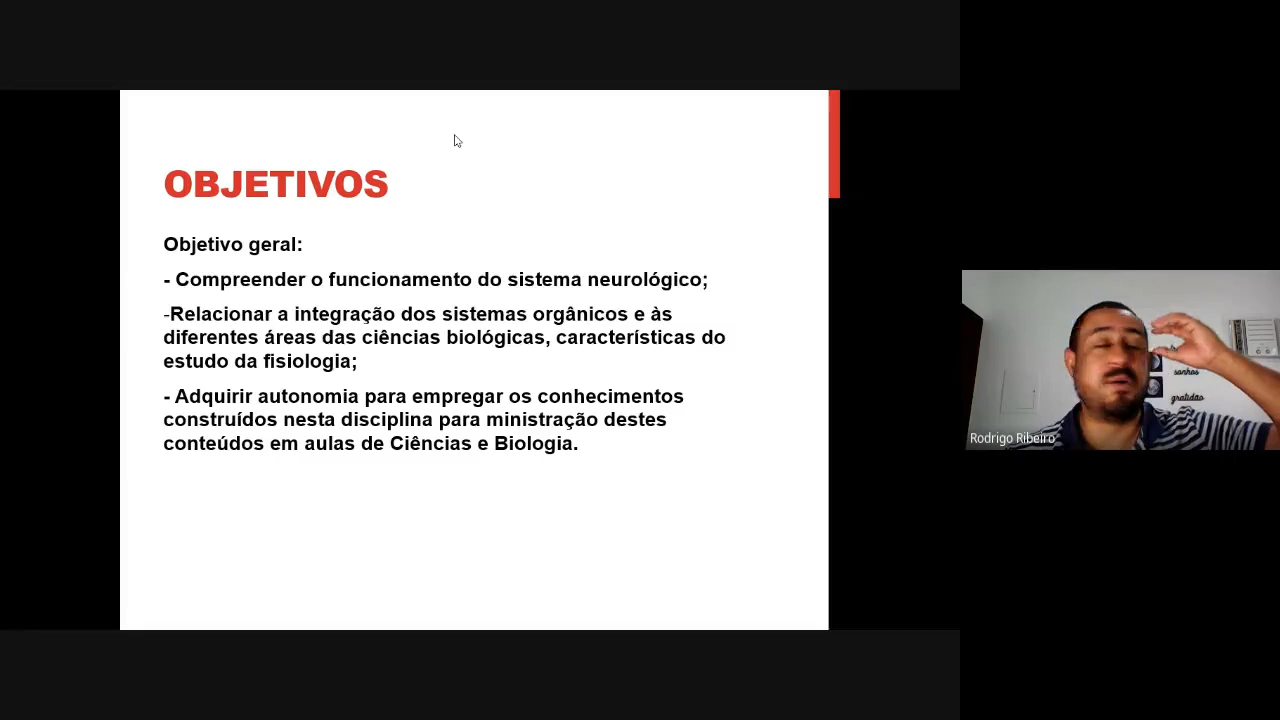 OBJETIVOS
Objetivo geral:
- Compreender o funcionamento do sistema neurológico;
-Relacionar a integração dos sistemas orgânicos e às
diferentes áreas das ciências biológicas, características do
estudo da fisiologia;
- Adquirir autonomia para empregar os conhecimentos
construídos nesta disciplina para ministração destes
conteúdos em aulas de Ciências e Biologia.
sonhos
gratidão
Rodrigo Ribeiro